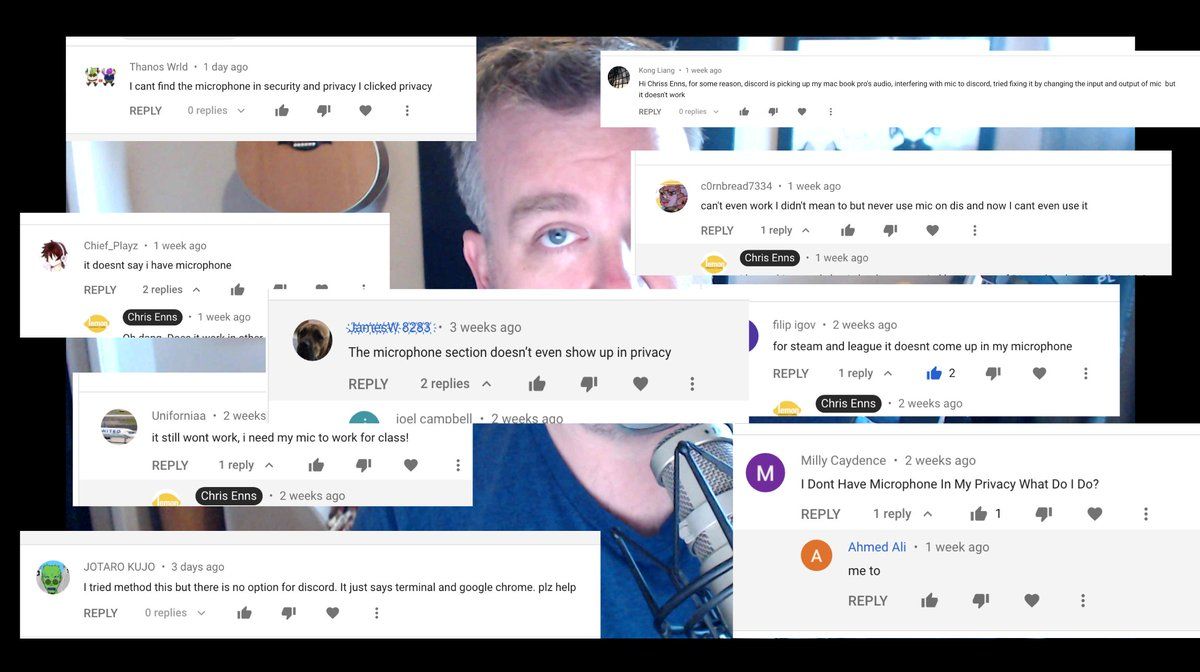 Thanos Wrld • 1 day ago
I cant find the microphone in security and privacy I clicked privacy
REPLY 0 replies
Kong Liang • 1 week ago
Hi Chriss Enns, for some reason, discord is picking up my mac book pro's audio, interfering with mic to discord, tried fixing it by changing the input and output of mic but
it doesn't work
REPLY 0 replies
c0rnbread7334 • 1 week ago
can't even work I didn't mean to but never use mic on dis and now I cant even use it
REPLY 1 reply
lemon Chris Enns • 1 week ago
Chief_Playz • 1 week ago
it doesnt say i have microphone
REPLY 2 replies
lemon Chris Enns • 1 week ago
Oh dang. Does it work in other
JamesW 8283 • 3 weeks ago
The microphone section doesn't even show up in privacy
REPLY 2 replies
joel campbell • 2 weeks ago
filip igov • 2 weeks ago
for steam and league it doesnt come up in my microphone
REPLY 1 reply 2
lemon Chris Enns • 2 weeks ago
Uniforniaa • 2 weeks
it still wont work, i need my mic to work for class!
REPLY 1 reply
lemon Chris Enns • 2 weeks ago
M Milly Caydence • 2 weeks ago
I Dont Have Microphone In My Privacy What Do I Do?
REPLY 1 reply 1
A Ahmed Ali • 1 week ago
me to
REPLY
JOTARO KUJO • 3 days ago
I tried method this but there is no option for discord. It just says terminal and google chrome. plz help
REPLY 0 replies